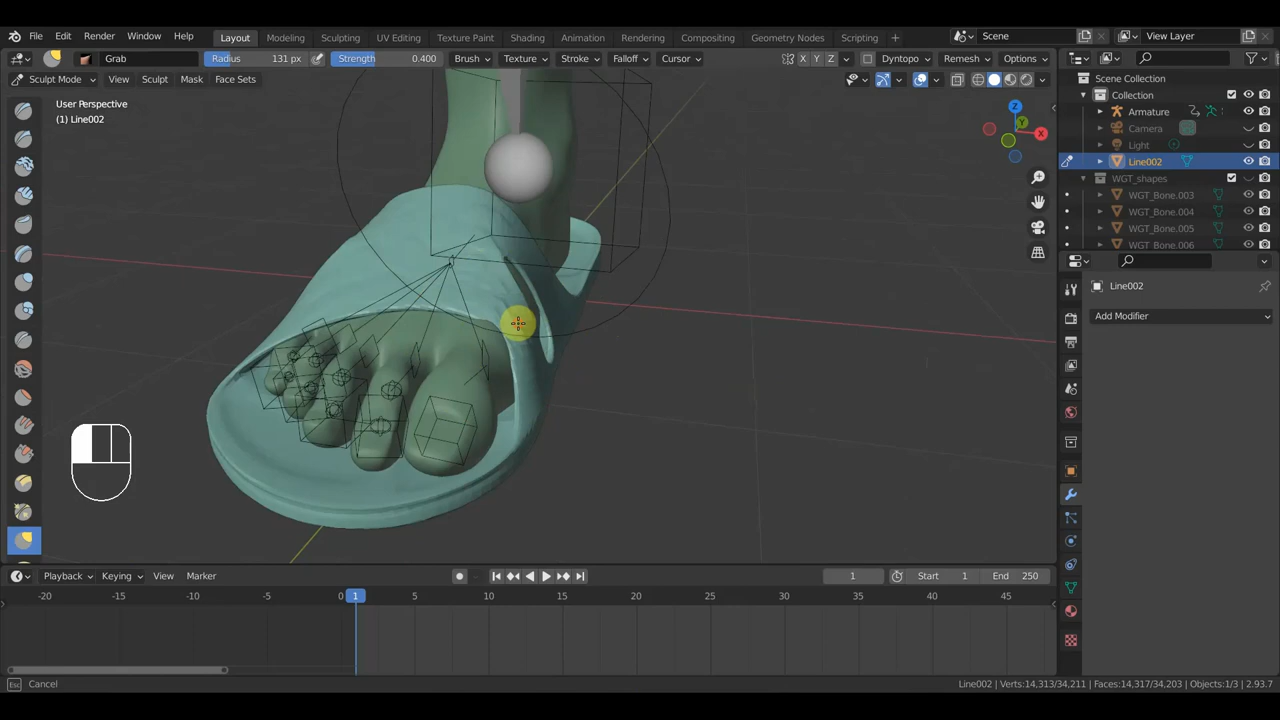 File Edit Render Window Help Layout Modeling Sculpting UV Editing Texture Paint Shading Animation Rendering Compositing Geometry Nodes Scripting + Scene View Layer
Grab Radius 131 px Strength 0.400 Brush Texture Stroke Falloff Cursor X Y Z Dyntopo Remesh Options
Sculpt Mode View Sculpt Mask Face Sets
Scene Collection
Collection
Armature
Camera
Light
Line002
WGT_shapes
WGT_Bone.003
WGT_Bone.004
WGT_Bone.005
WGT_Bone.006
User Perspective
(1) Line002
Z
Y
X
Line002
Add Modifier
Playback Keying View Marker 1 Start 1 End 250
-20 -15 -10 -5 0 1 5 10 15 20 25 30 35 40 45
Esc Cancel Line002 | Verts:14,313/34,211 | Faces:14,317/34,203 | Objects:1/3 | 2.93.7